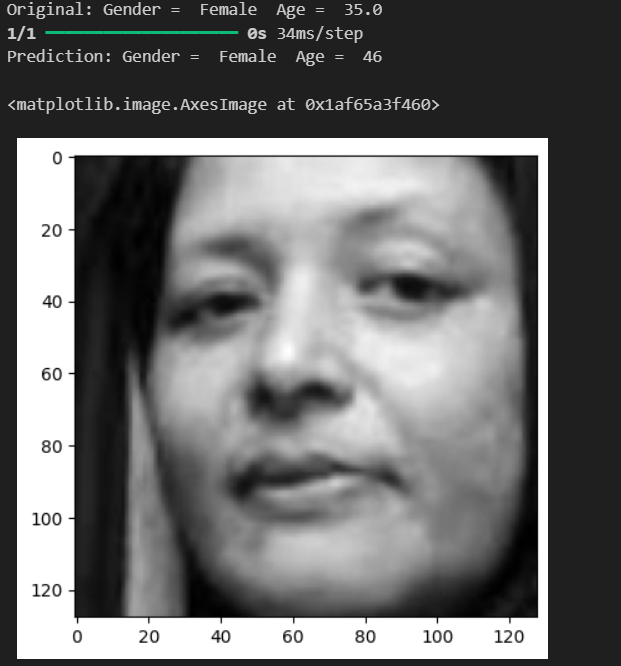 Original: Gender =  Female  Age =  35.0
1/1 ━━━━━━━━━━━━━━━━━━━━ 0s 34ms/step
Prediction: Gender =  Female  Age =  46
<matplotlib.image.AxesImage at 0x1af65a3f460>
0
20
40
60
80
100
120
0 20 40 60 80 100 120